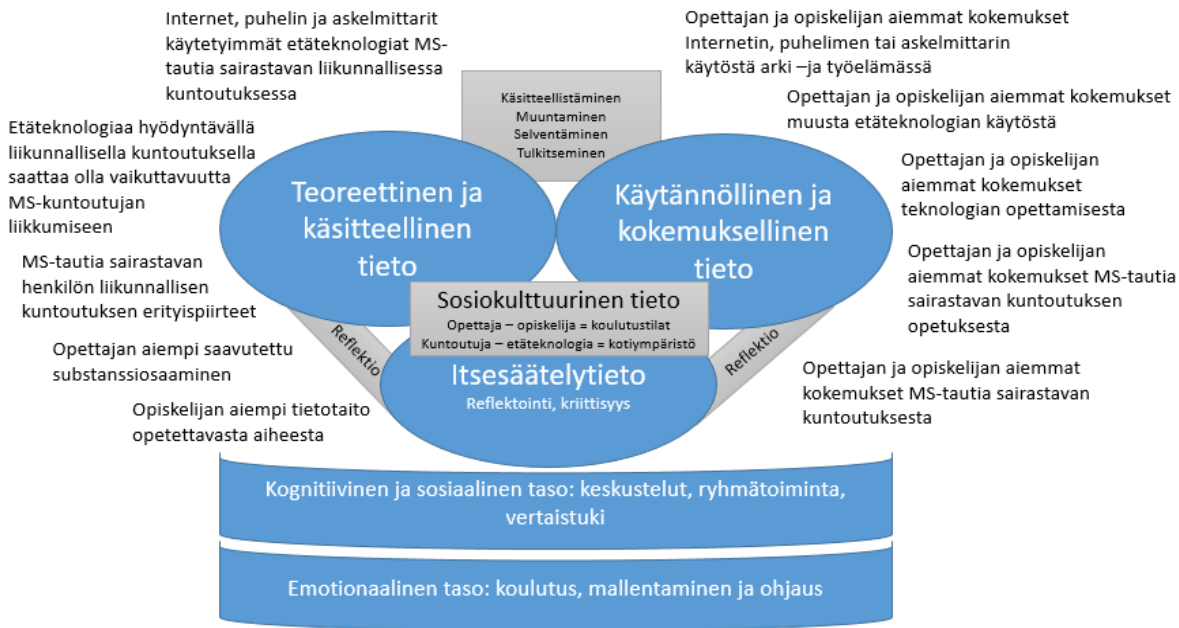 Internet, puhelin ja askelmittarit
käytetyimmät etäteknologiat MS-
tautia sairastavan liikunnallisessa
kuntoutuksessa
Etäteknologiaa hyödyntävällä
liikunnallisella kuntoutuksella
saattaa olla vaikuttavuutta
MS-kuntoutujan
liikkumiseen
MS-tautia sairastavan
henkilön liikunnallisen
kuntoutuksen erityispiirteet
Opettajan aiempi saavutettu
substanssiosaaminen
Opiskelijan aiempi tietotaito
opetettavasta aiheesta
Käsitteellistäminen
Muuntaminen
Selventäminen
Tulkitseminen
Teoreettinen ja
käsitteellinen
tieto
Käytännöllinen ja
kokemuksellinen
tieto
Sosiokulttuurinen tieto
Opettaja – opiskelija = koulutustilat
Kuntoutuja – etäteknologia = kotiympäristö
Reflektio
Reflektio
Itsesäätelytieto
Reflektointi, kriittisyys
Opettajan ja opiskelijan aiemmat kokemukset
Internetin, puhelimen tai askelmittarin
käytöstä arki –ja työelämässä
Opettajan ja opiskelijan aiemmat kokemukset
muusta etäteknologian käytöstä
Opettajan ja opiskelijan
aiemmat kokemukset
teknologian opettamisesta
Opettajan ja opiskelijan
aiemmat kokemukset MS-tautia
sairastavan kuntoutuksen
opetuksesta
Opettajan ja opiskelijan aiemmat
kokemukset MS-tautia sairastavan
kuntoutuksesta
Kognitiivinen ja sosiaalinen taso: keskustelut, ryhmätoiminta,
vertaistuki
Emotionaalinen taso: koulutus, mallentaminen ja ohjaus